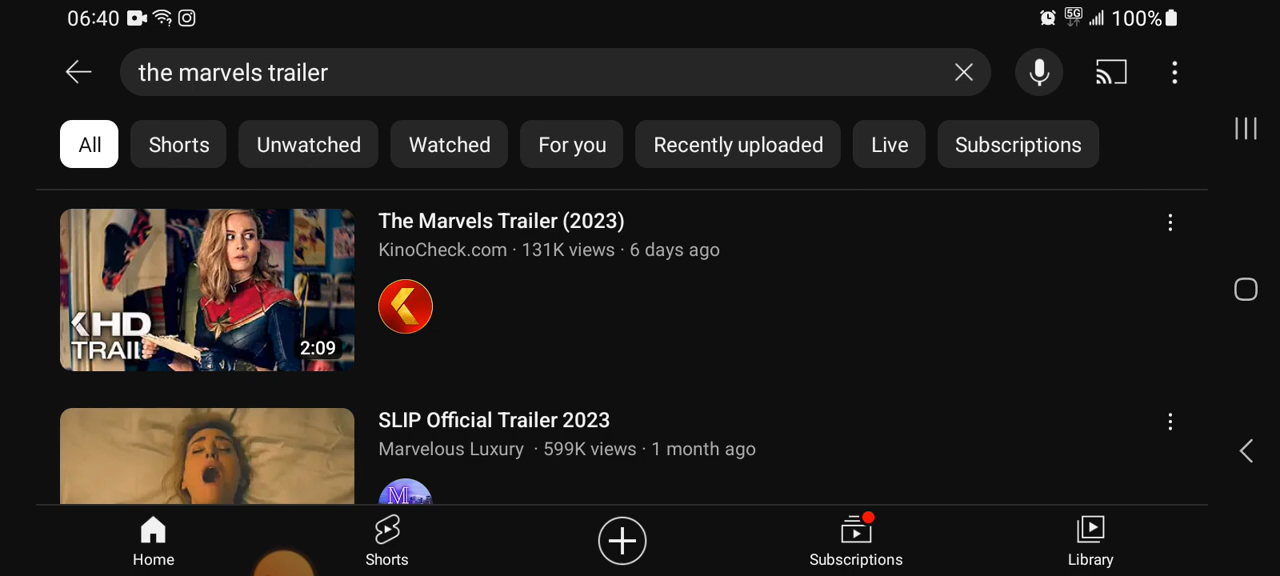 06:40 5G 100%
the marvels trailer
All Shorts Unwatched Watched For you Recently uploaded Live Subscriptions
The Marvels Trailer (2023)
KinoCheck.com · 131K views · 6 days ago
KHD
TRAIL
2:09
SLIP Official Trailer 2023
Marvelous Luxury · 599K views · 1 month ago
M
Home Shorts Subscriptions Library